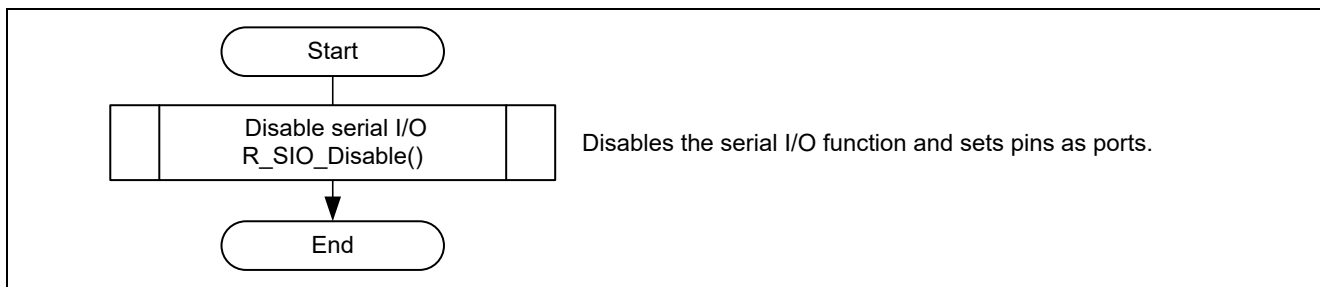 Start
Disable serial I/O
R_SIO_Disable()
Disables the serial I/O function and sets pins as ports.
End